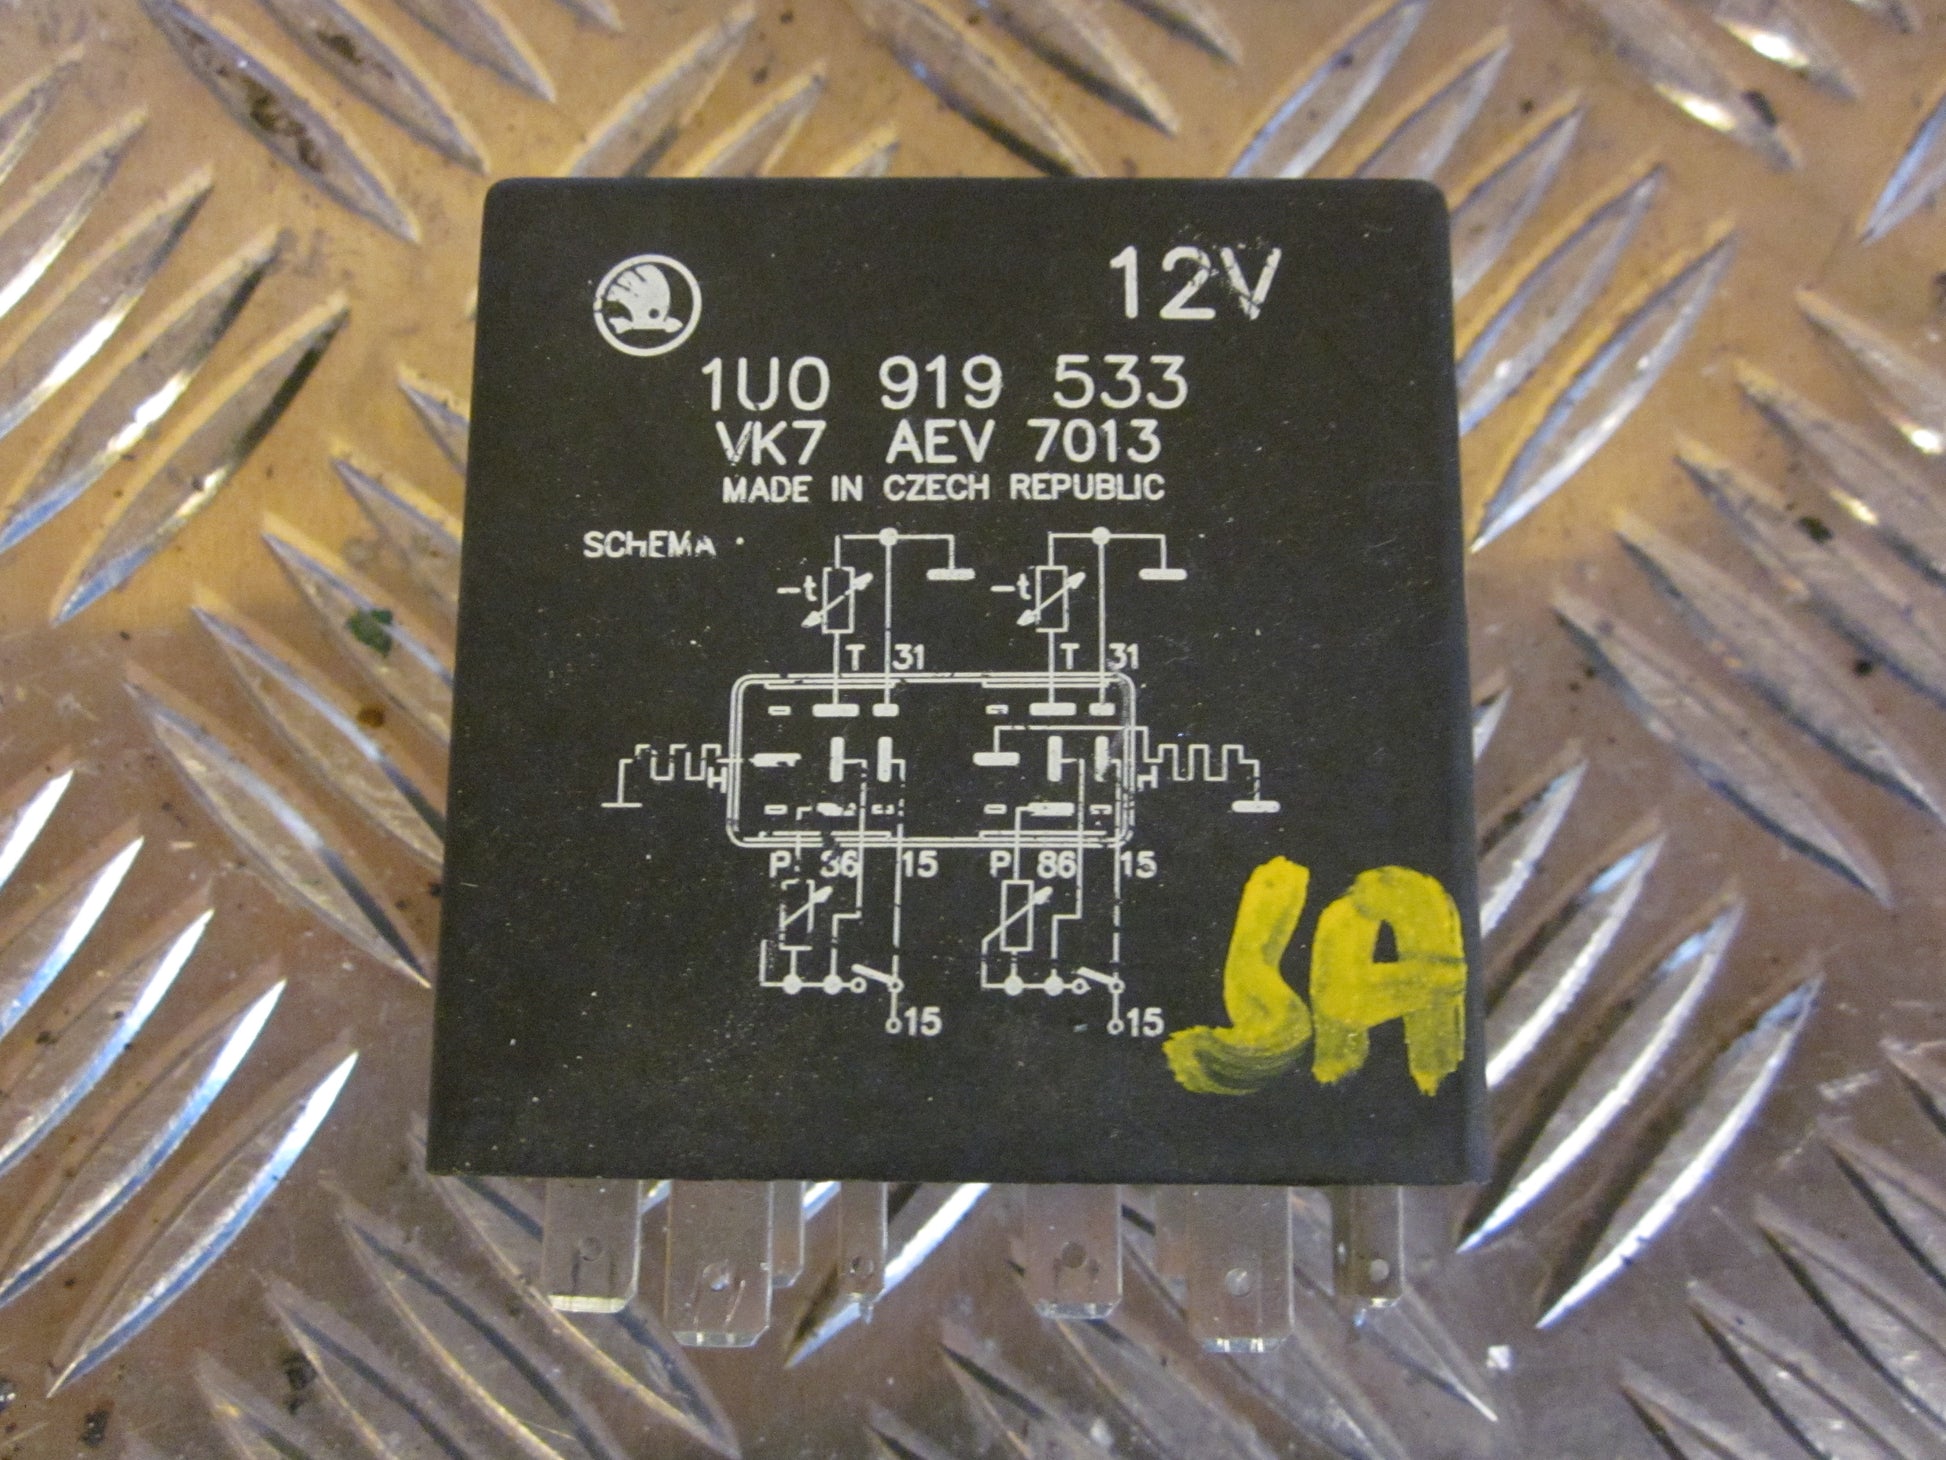 12V
1U0 919 533
VK7 AEV 7013
MADE IN CZECH REPUBLIC
SCHEMA
-t -t
T 31 T 31
H H
P 86 15 P 86 15
15 15
SA